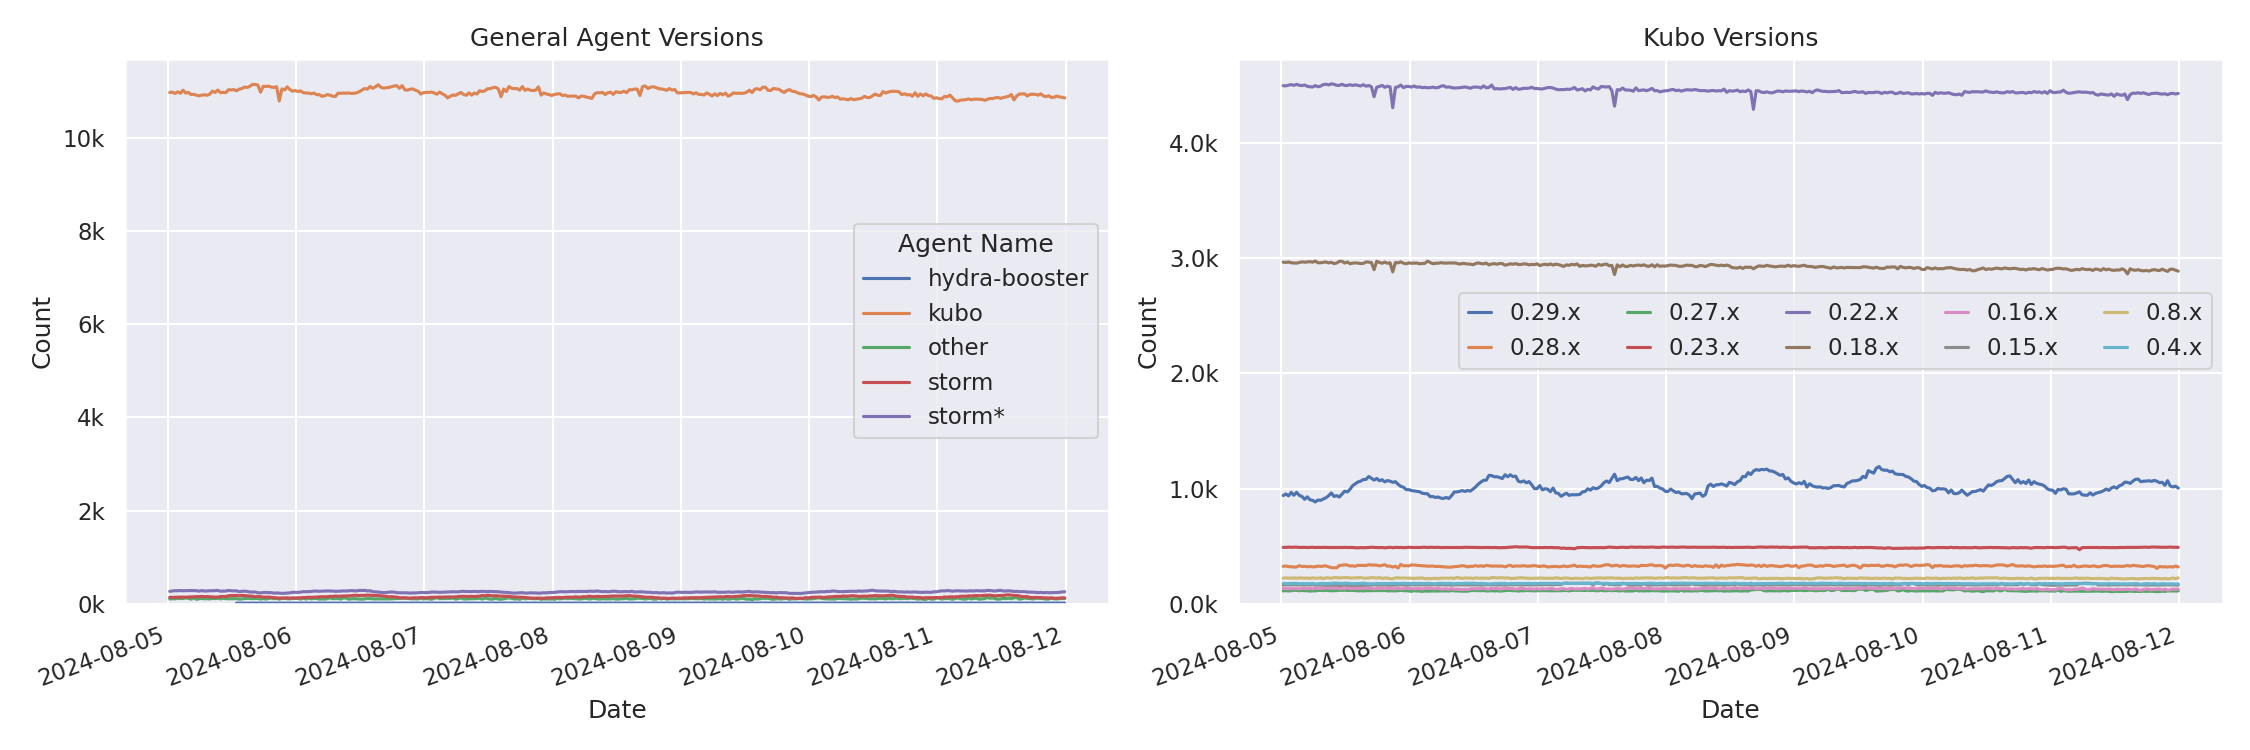 General Agent Versions
Count
10k
8k
6k
4k
2k
0k
Agent Name
hydra-booster
kubo
other
storm
storm*
2024-08-05
2024-08-06
2024-08-07
2024-08-08
2024-08-09
2024-08-10
2024-08-11
2024-08-12
Date
Kubo Versions
Count
4.0k
3.0k
2.0k
1.0k
0.0k
0.29.x 0.27.x 0.22.x 0.16.x 0.8.x
0.28.x 0.23.x 0.18.x 0.15.x 0.4.x
2024-08-05
2024-08-06
2024-08-07
2024-08-08
2024-08-09
2024-08-10
2024-08-11
2024-08-12
Date